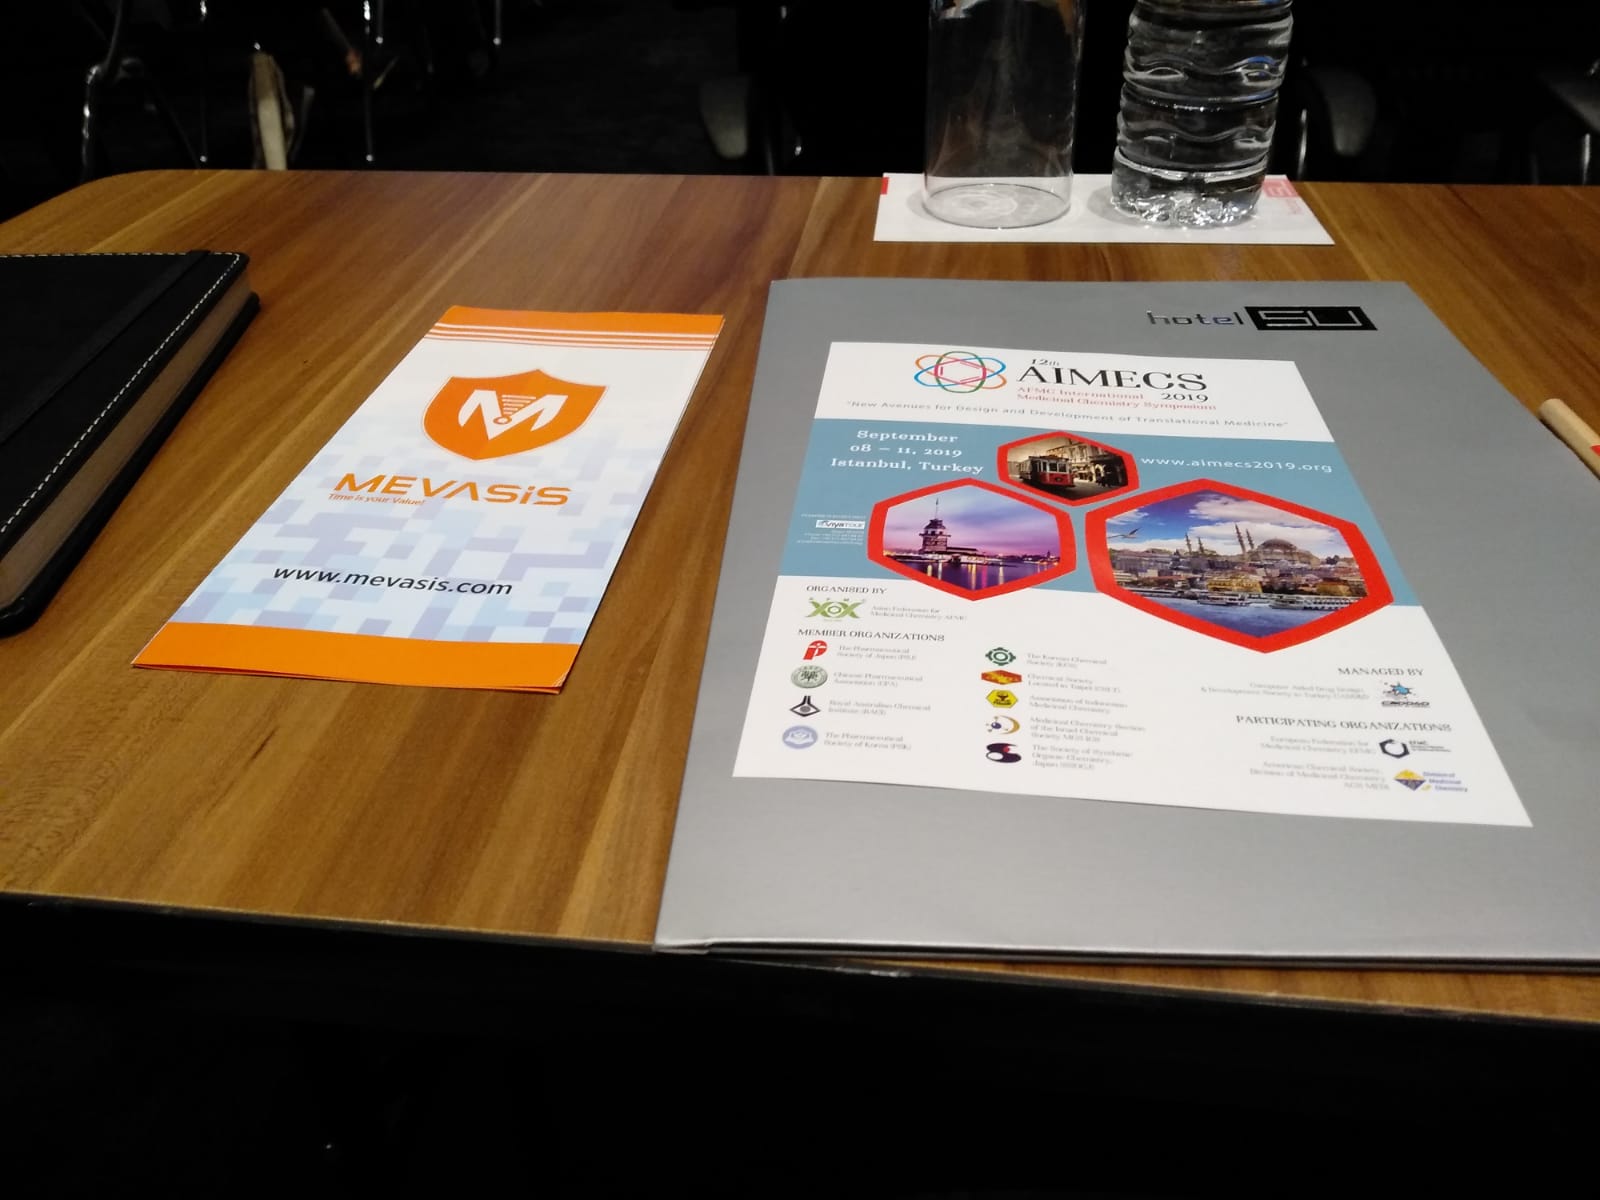 MEVASiS
Time is your Value!
www.mevasis.com
hotel SU
12th
AIMECS
2019
AFMC International
Medicinal Chemistry Symposium
"New Avenues for Design and Development of Translational Medicine"
September
08 – 11, 2019
Istanbul, Turkey
www.aimecs2019.org
ORGANISED BY
Asian Federation for
Medicinal Chemistry AFMC
MEMBER ORGANIZATIONS
The Pharmaceutical
Society of Japan (PSJ)
Chinese Pharmaceutical
Association (CPA)
Royal Australian Chemical
Institute (RACI)
The Pharmaceutical
Society of Korea (PSK)
The Korean Chemical
Society (KCS)
Chemical Society
Located in Taipei
Association of Indonesian
Medicinal Chemistry
Medicinal Chemistry Section
of the Israel Chemical
Society
The Society of Synthetic
Organic Chemistry,
Japan
MANAGED BY
Computer Aided Drug Design
& Development Society in Turkey
PARTICIPATING ORGANIZATIONS
European Federation for
Medicinal Chemistry EFMC
American Chemical Society,
Division of Medicinal Chemistry
ACS MEDI
Division of
Medicinal
Chemistry